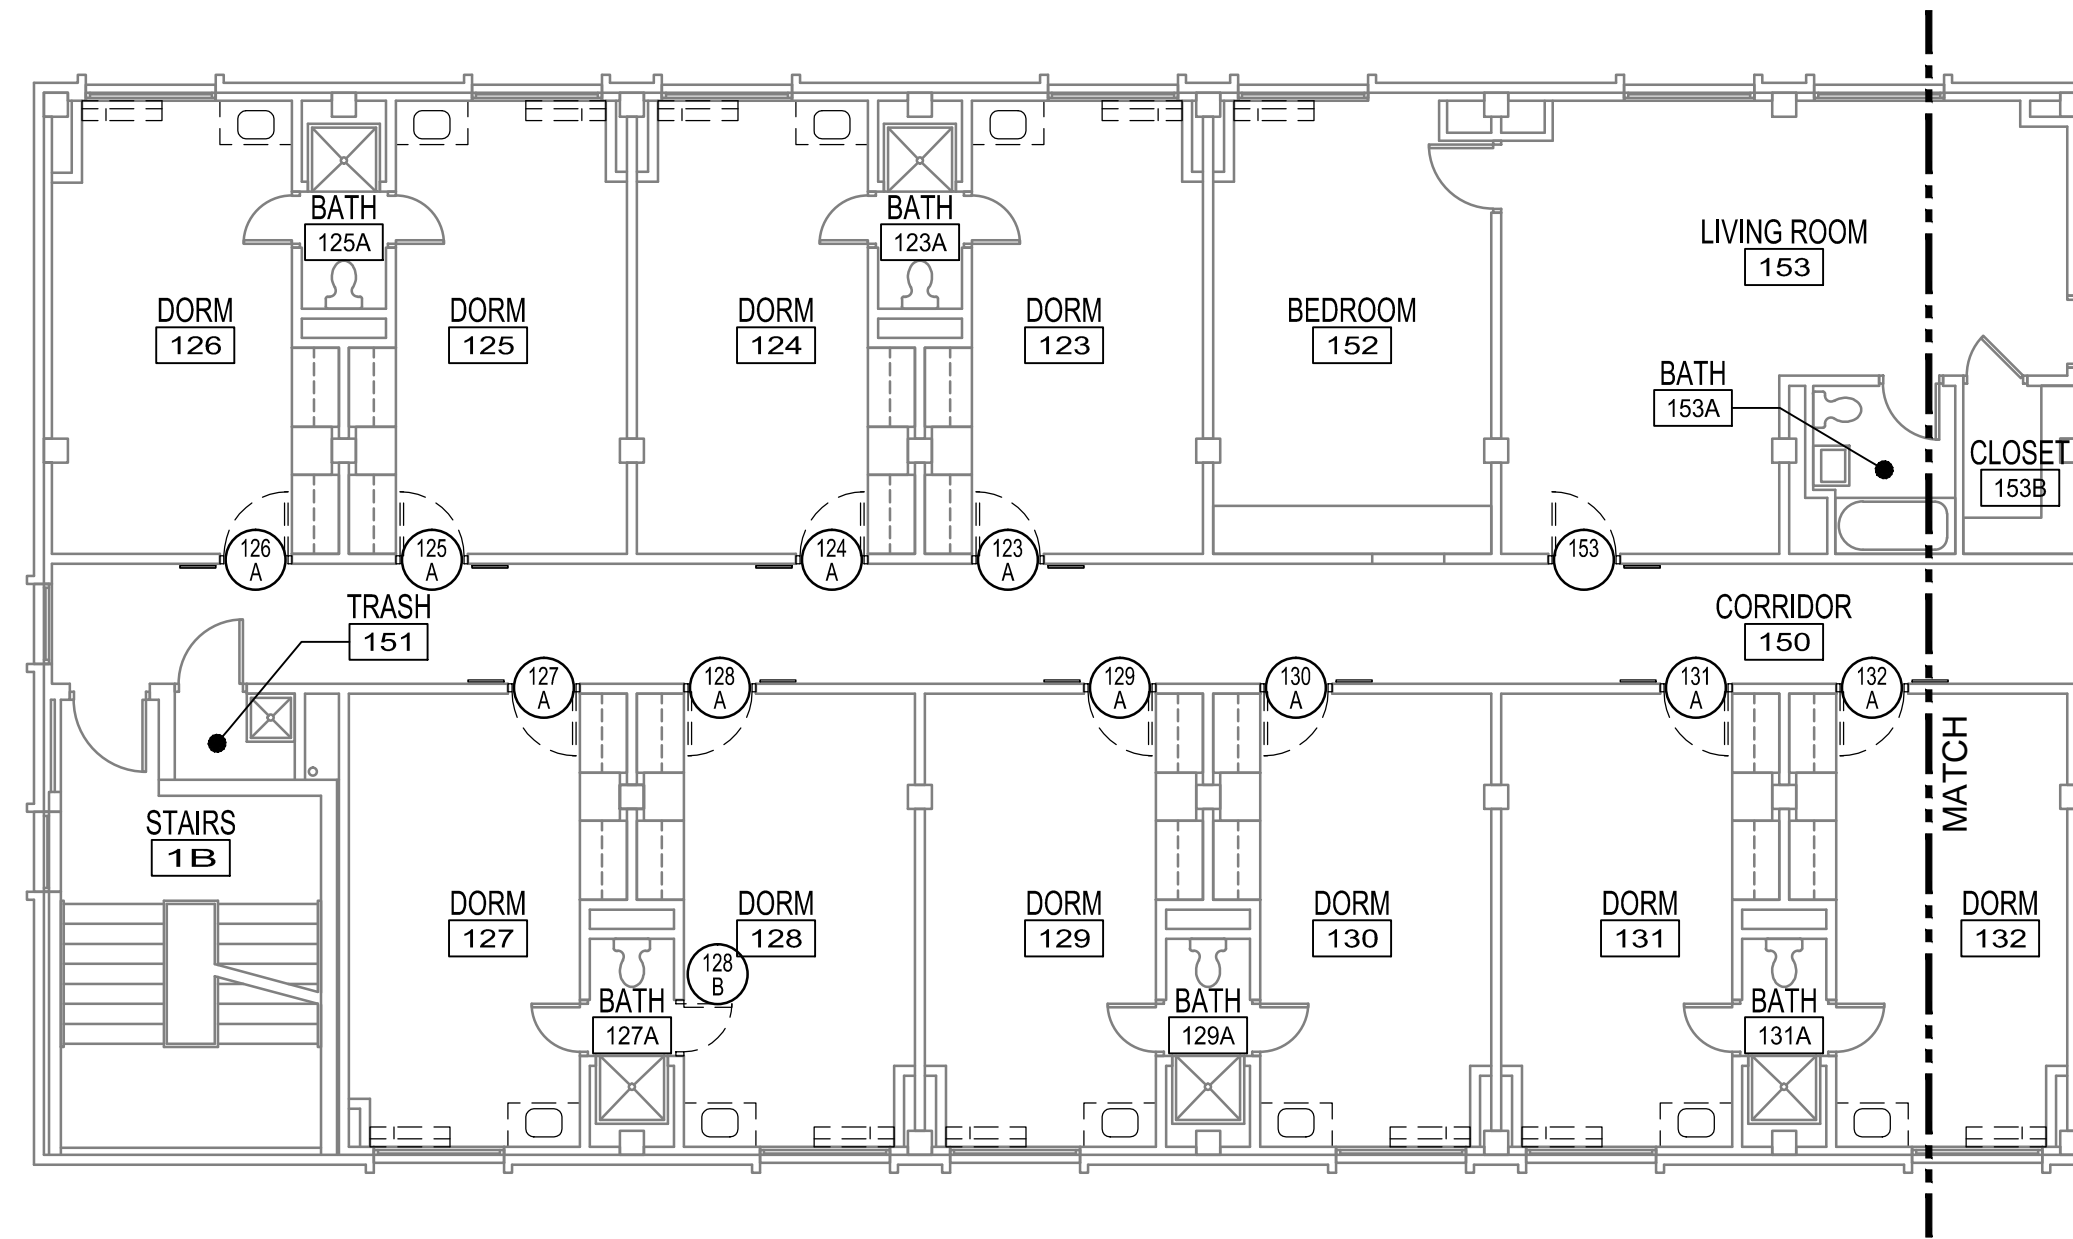 BATH
125A
BATH
123A
LIVING ROOM
153
DORM
126
DORM
125
DORM
124
DORM
123
BEDROOM
152
BATH
153A
CLOSET
153B
126
A
125
A
124
A
123
A
153
TRASH
151
CORRIDOR
150
127
A
128
A
129
A
130
A
131
A
132
A
MATCH
STAIRS
1B
DORM
127
DORM
128
DORM
129
DORM
130
DORM
131
DORM
132
128
B
BATH
127A
BATH
129A
BATH
131A